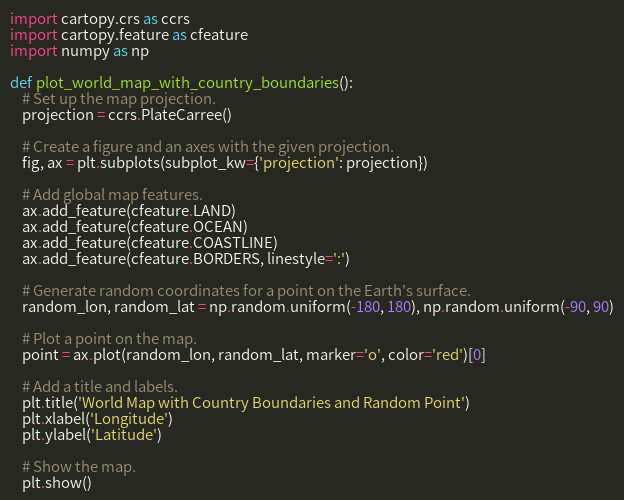 import cartopy.crs as ccrs
import cartopy.feature as cfeature
import numpy as np

def plot_world_map_with_country_boundaries():
    # Set up the map projection.
    projection = ccrs.PlateCarree()

    # Create a figure and an axes with the given projection.
    fig, ax = plt.subplots(subplot_kw={'projection': projection})

    # Add global map features.
    ax.add_feature(cfeature.LAND)
    ax.add_feature(cfeature.OCEAN)
    ax.add_feature(cfeature.COASTLINE)
    ax.add_feature(cfeature.BORDERS, linestyle=':')

    # Generate random coordinates for a point on the Earth's surface.
    random_lon, random_lat = np.random.uniform(-180, 180), np.random.uniform(-90, 90)

    # Plot a point on the map.
    point = ax.plot(random_lon, random_lat, marker='o', color='red')[0]

    # Add a title and labels.
    plt.title('World Map with Country Boundaries and Random Point')
    plt.xlabel('Longitude')
    plt.ylabel('Latitude')

    # Show the map.
    plt.show()